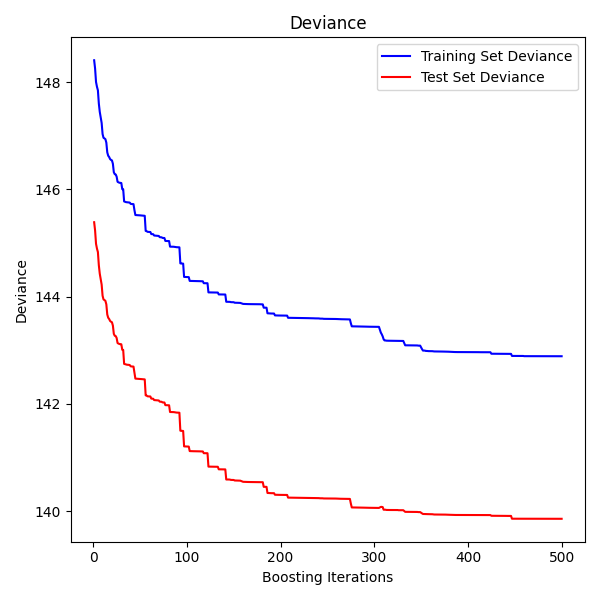 Deviance
Training Set Deviance
Test Set Deviance
Deviance
148
146
144
142
140
0
100
200
300
400
500
Boosting Iterations